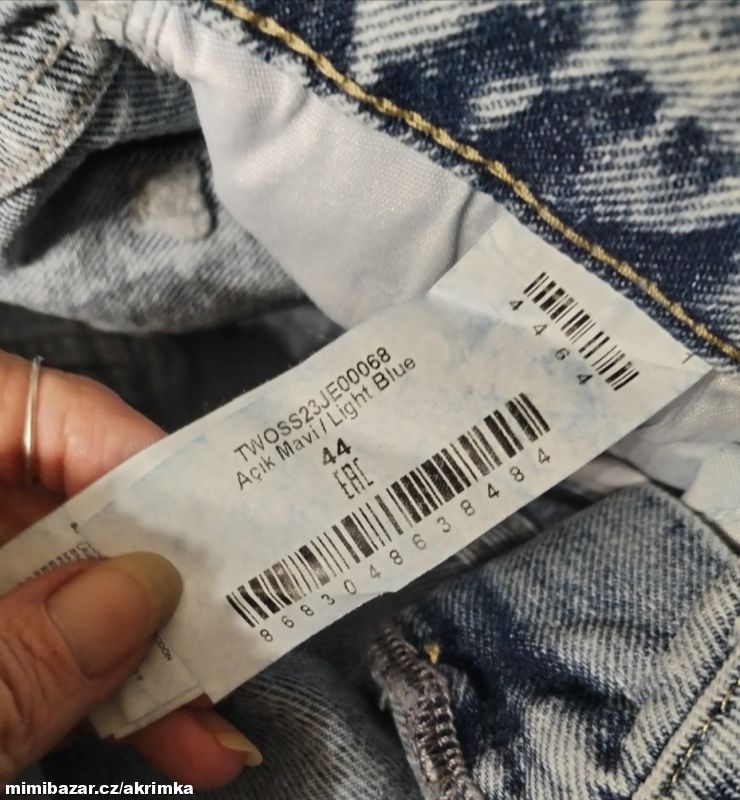 TWOSS23JE00068
Açık Mavi / Light Blue
44
EAC
8683048638484
4464
mimibazar.cz/akrimka